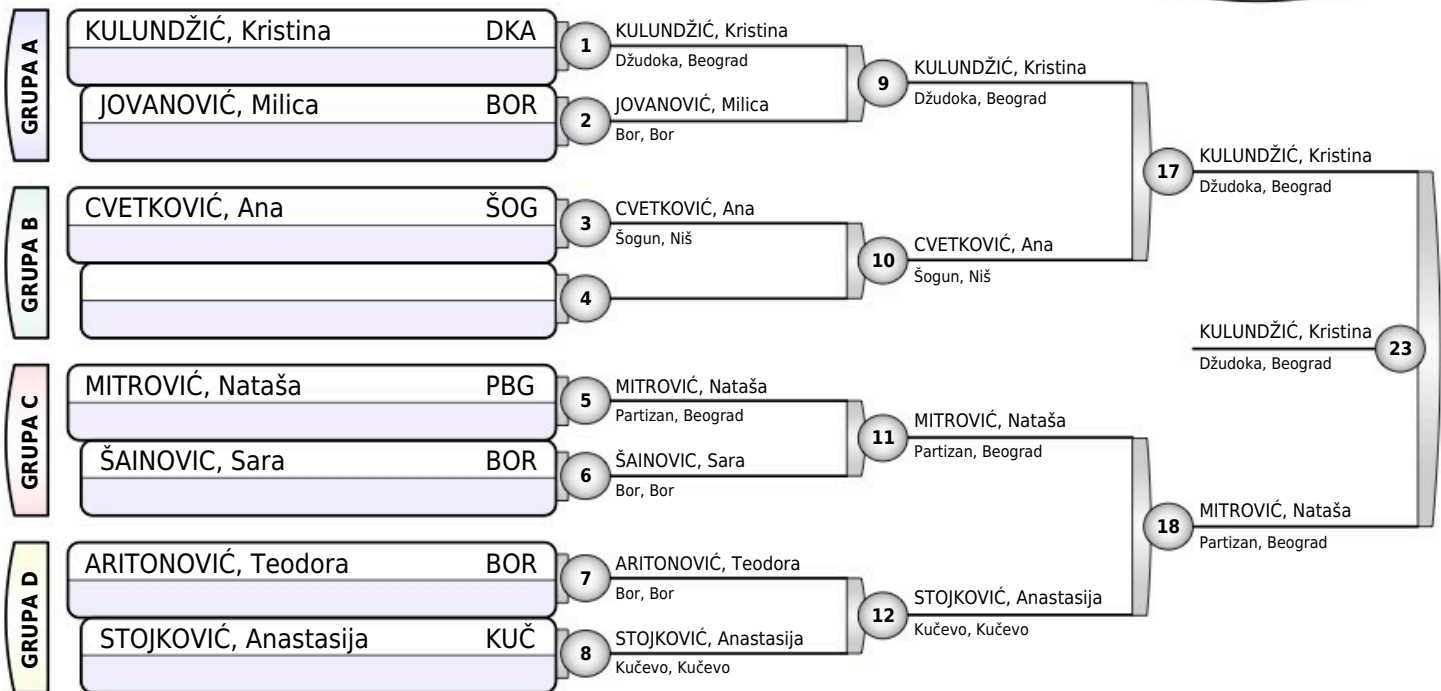 GRUPA A
KULUNDŽIĆ, Kristina DKA
JOVANOVIĆ, Milica BOR
1
KULUNDŽIĆ, Kristina
Džudoka, Beograd
2
JOVANOVIĆ, Milica
Bor, Bor
9
KULUNDŽIĆ, Kristina
Džudoka, Beograd
GRUPA B
CVETKOVIĆ, Ana ŠOG
3
CVETKOVIĆ, Ana
Šogun, Niš
4
10
CVETKOVIĆ, Ana
Šogun, Niš
17
KULUNDŽIĆ, Kristina
Džudoka, Beograd
GRUPA C
MITROVIĆ, Nataša PBG
ŠAINOVIC, Sara BOR
5
MITROVIĆ, Nataša
Partizan, Beograd
6
ŠAINOVIC, Sara
Bor, Bor
11
MITROVIĆ, Nataša
Partizan, Beograd
GRUPA D
ARITONOVIĆ, Teodora BOR
STOJKOVIĆ, Anastasija KUČ
7
ARITONOVIĆ, Teodora
Bor, Bor
8
STOJKOVIĆ, Anastasija
Kučevo, Kučevo
12
STOJKOVIĆ, Anastasija
Kučevo, Kučevo
18
MITROVIĆ, Nataša
Partizan, Beograd
KULUNDŽIĆ, Kristina
Džudoka, Beograd
23